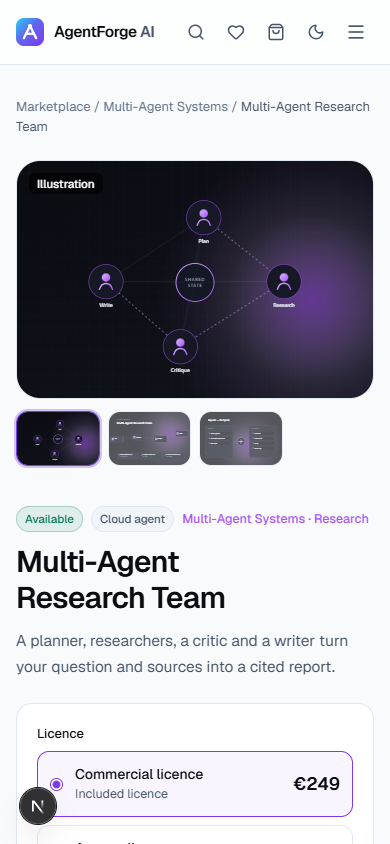 AgentForge AI
Marketplace / Multi-Agent Systems / Multi-Agent Research
Team
Illustration
Plan
SHARED
STATE
Write
Research
Critique
Available
Cloud agent
Multi-Agent Systems · Research
Multi-Agent
Research Team
A planner, researchers, a critic and a writer turn
your question and sources into a cited report.
Licence
Commercial licence
€249
Included licence
N